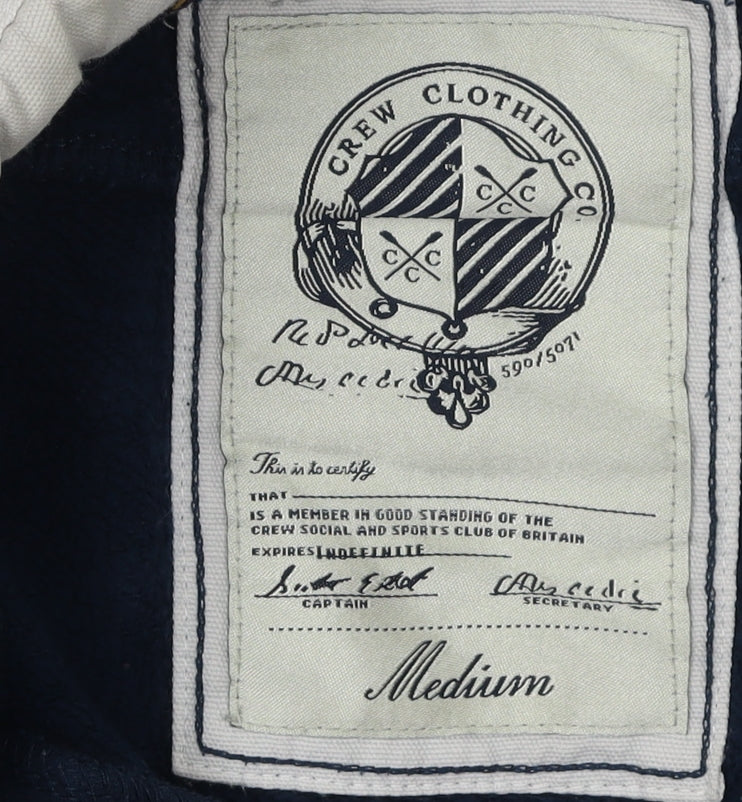 CREW CLOTHING CO.
C C
C
C C
C
590/5071
This is to certify
THAT
IS A MEMBER IN GOOD STANDING OF THE
CREW SOCIAL AND SPORTS CLUB OF BRITAIN
EXPIRES INDEFINITE
CAPTAIN SECRETARY
Medium